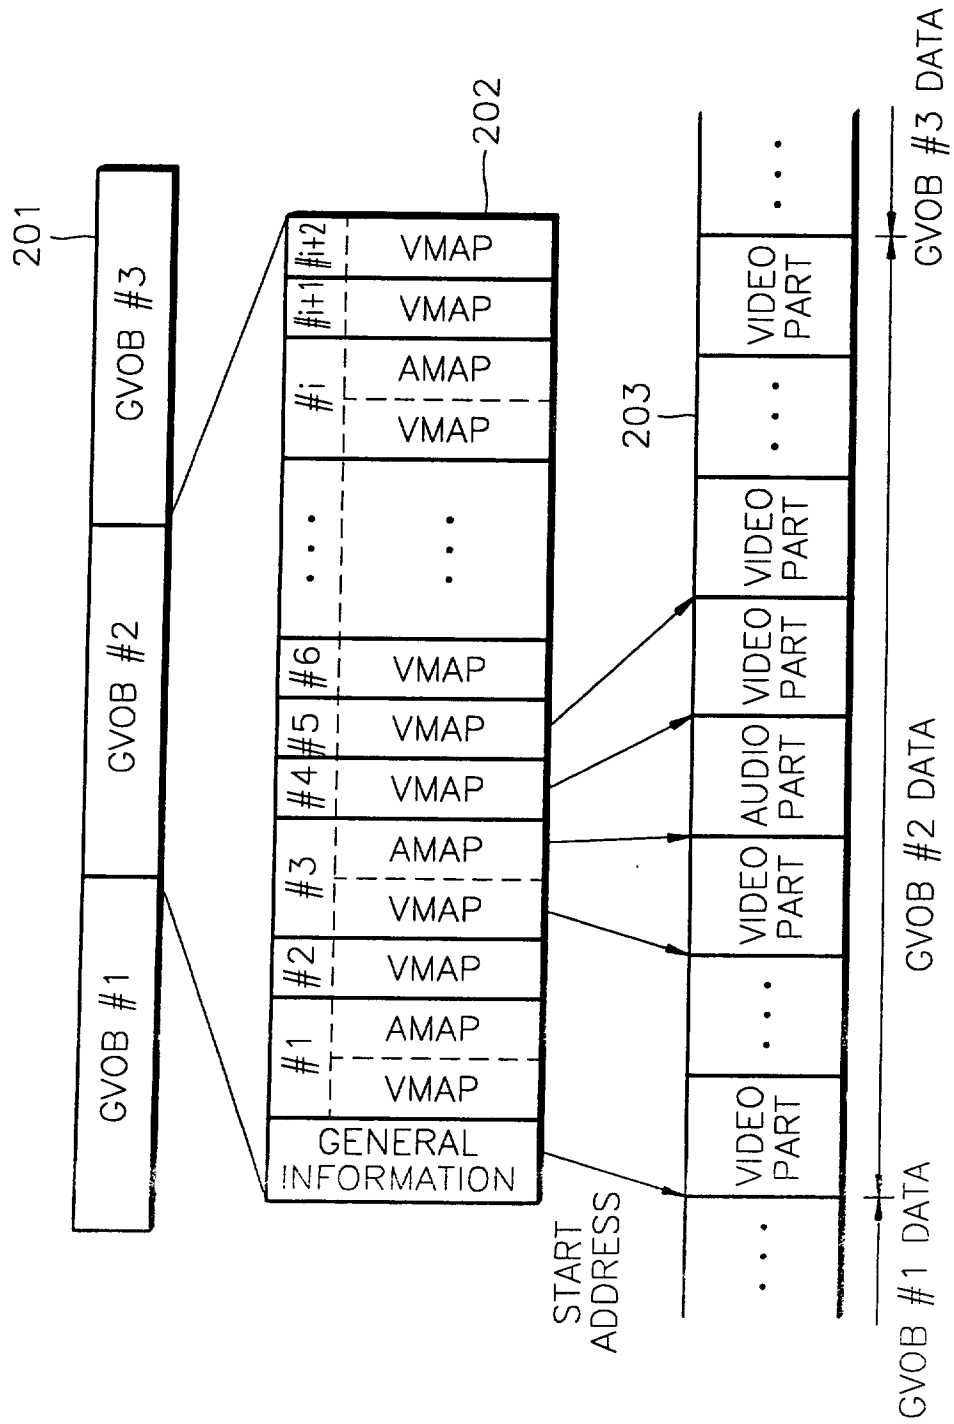 201
GVOB #1
GVOB #2
GVOB #3
202
#1
#2
#3
#4
#5
#6
...
#i
#i+1
#i+2
GENERAL
INFORMATION
VMAP
AMAP
VMAP
VMAP
AMAP
VMAP
VMAP
VMAP
...
VMAP
AMAP
VMAP
VMAP
START
ADDRESS
203
...
VIDEO
PART
...
VIDEO
PART
AUDIO
PART
VIDEO
PART
VIDEO
PART
...
VIDEO
PART
...
GVOB #1 DATA
GVOB #2 DATA
GVOB #3 DATA